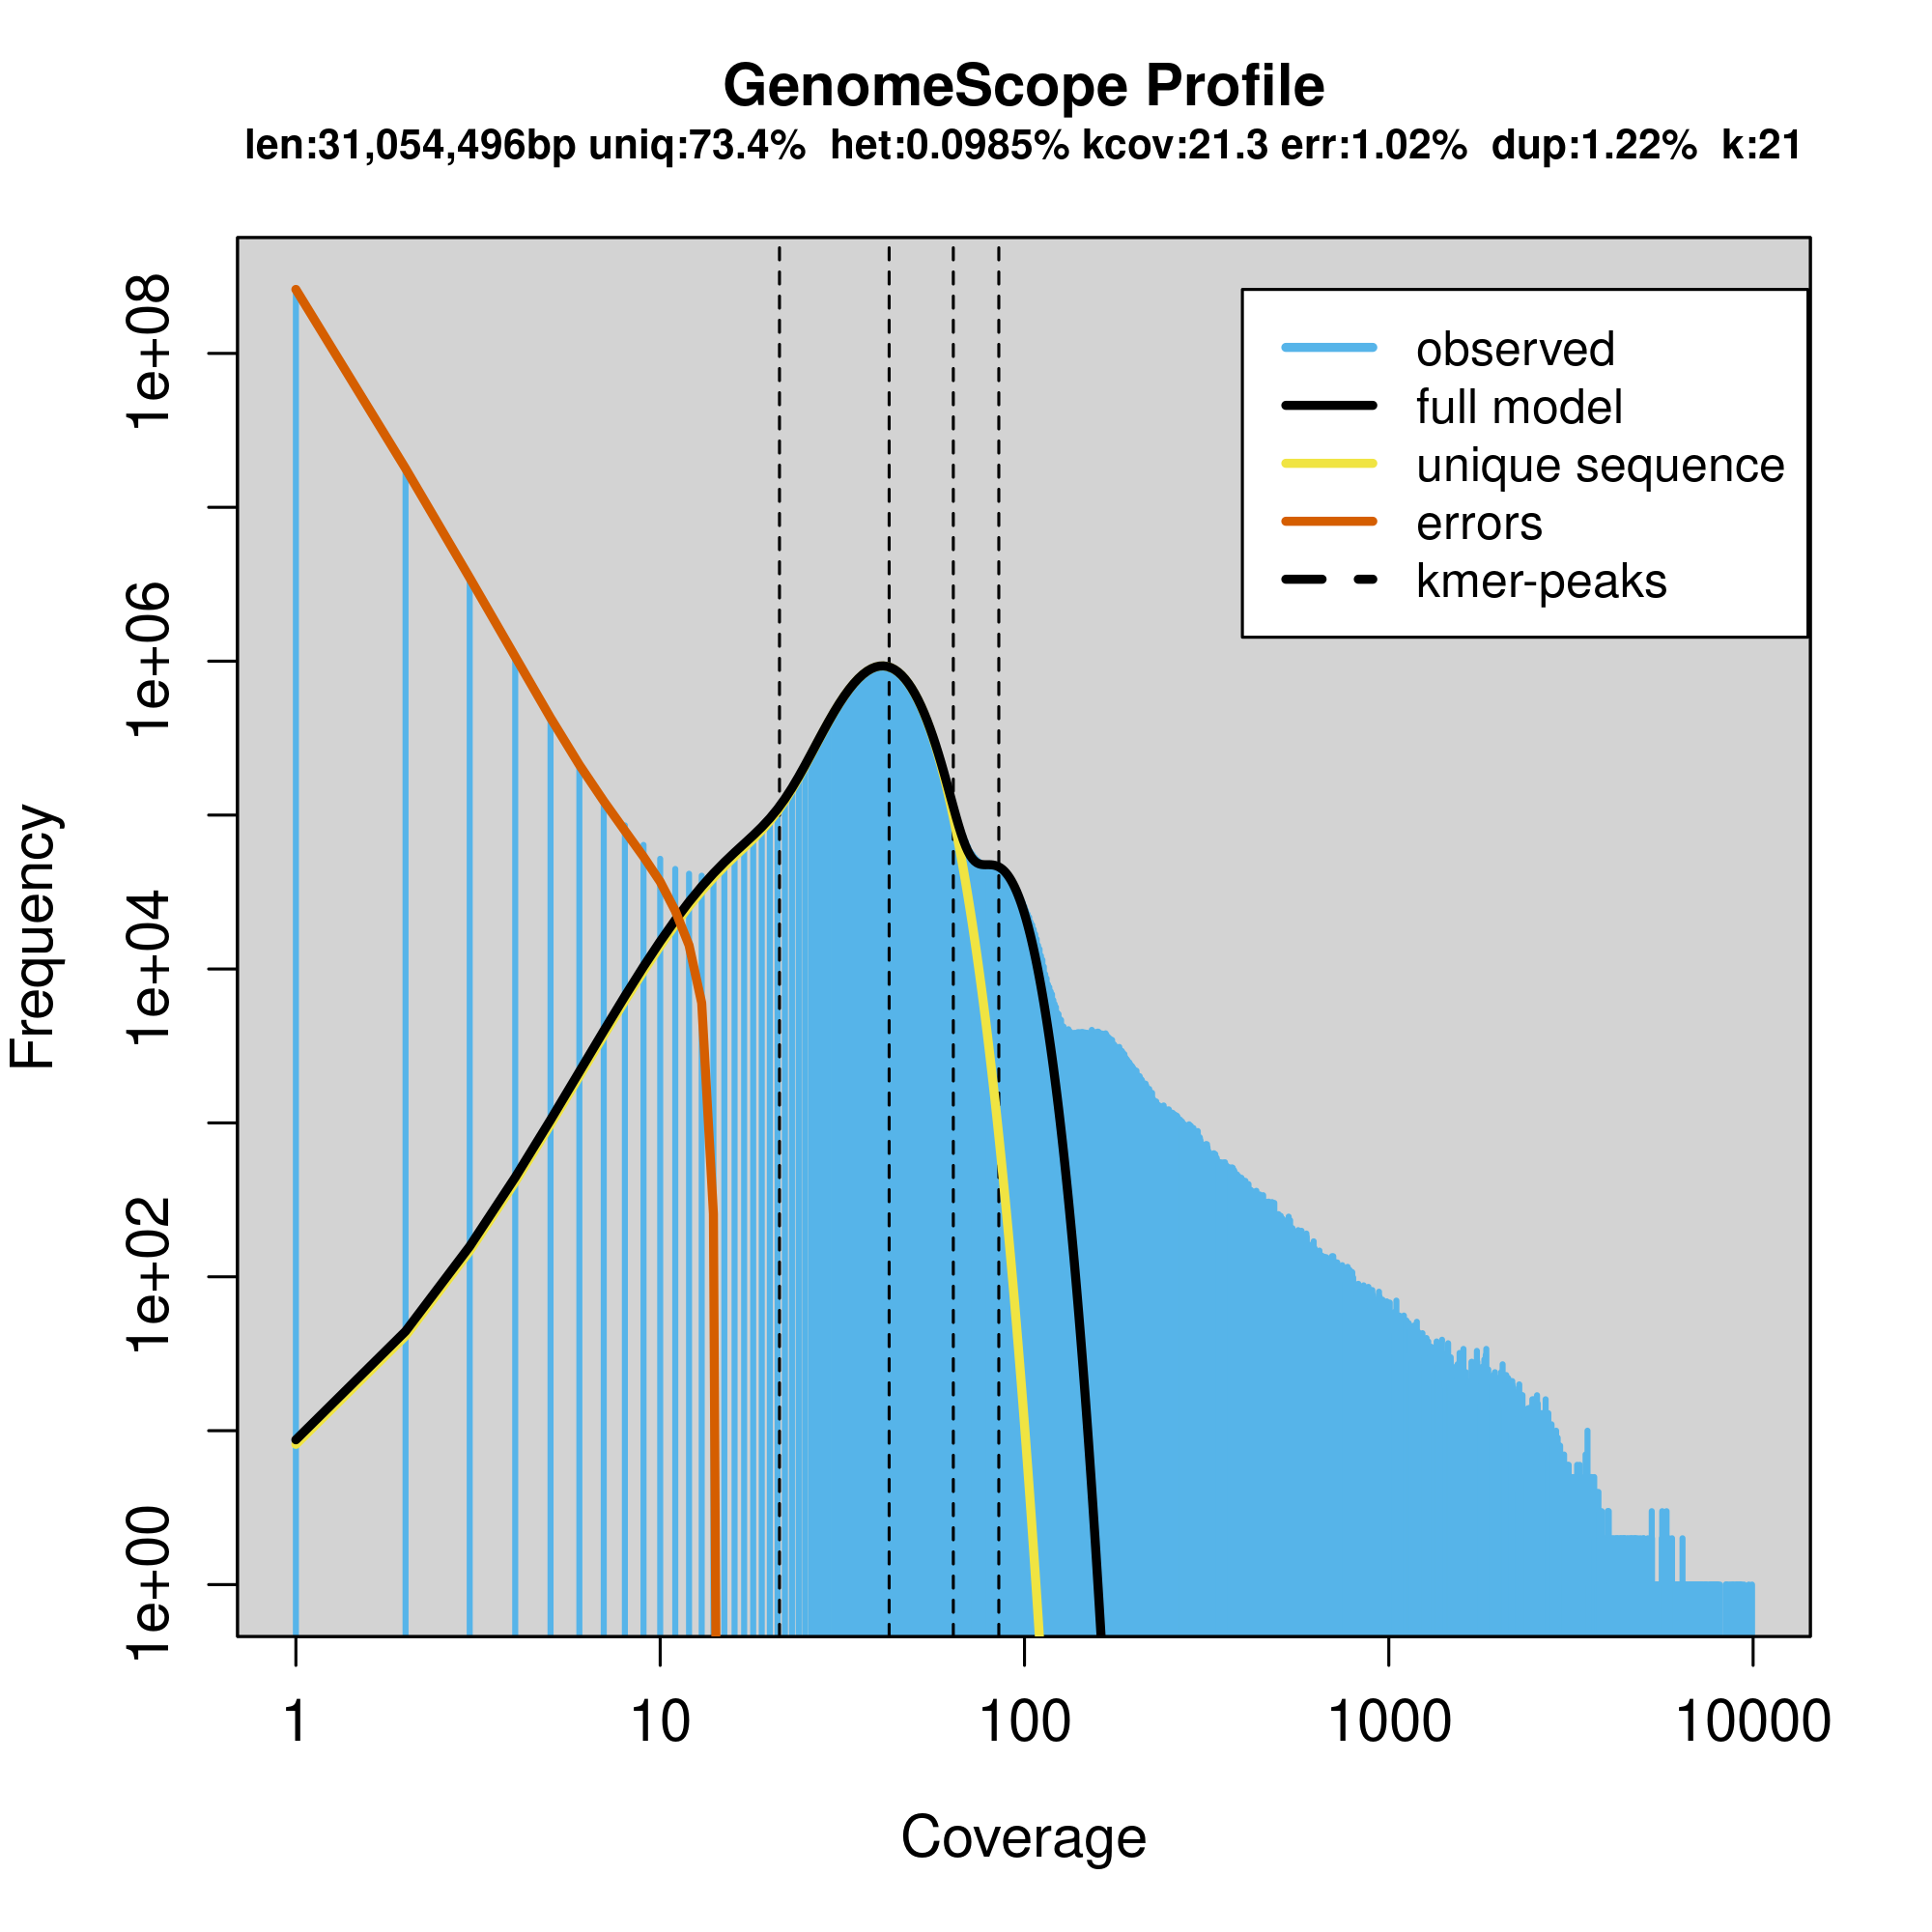 GenomeScope Profile
len:31,054,496bp uniq:73.4% het:0.0985% kcov:21.3 err:1.02% dup:1.22% k:21
observed
full model
unique sequence
errors
kmer-peaks
Frequency
1e+08
1e+06
1e+04
1e+02
1e+00
1 10 100 1000 10000
Coverage